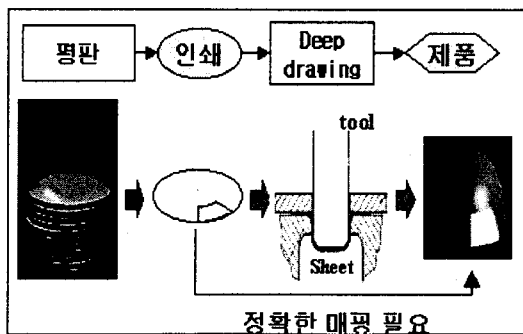 평판
인쇄
Deep
drawing
제품
tool
Sheet
정확한 매핑 필요